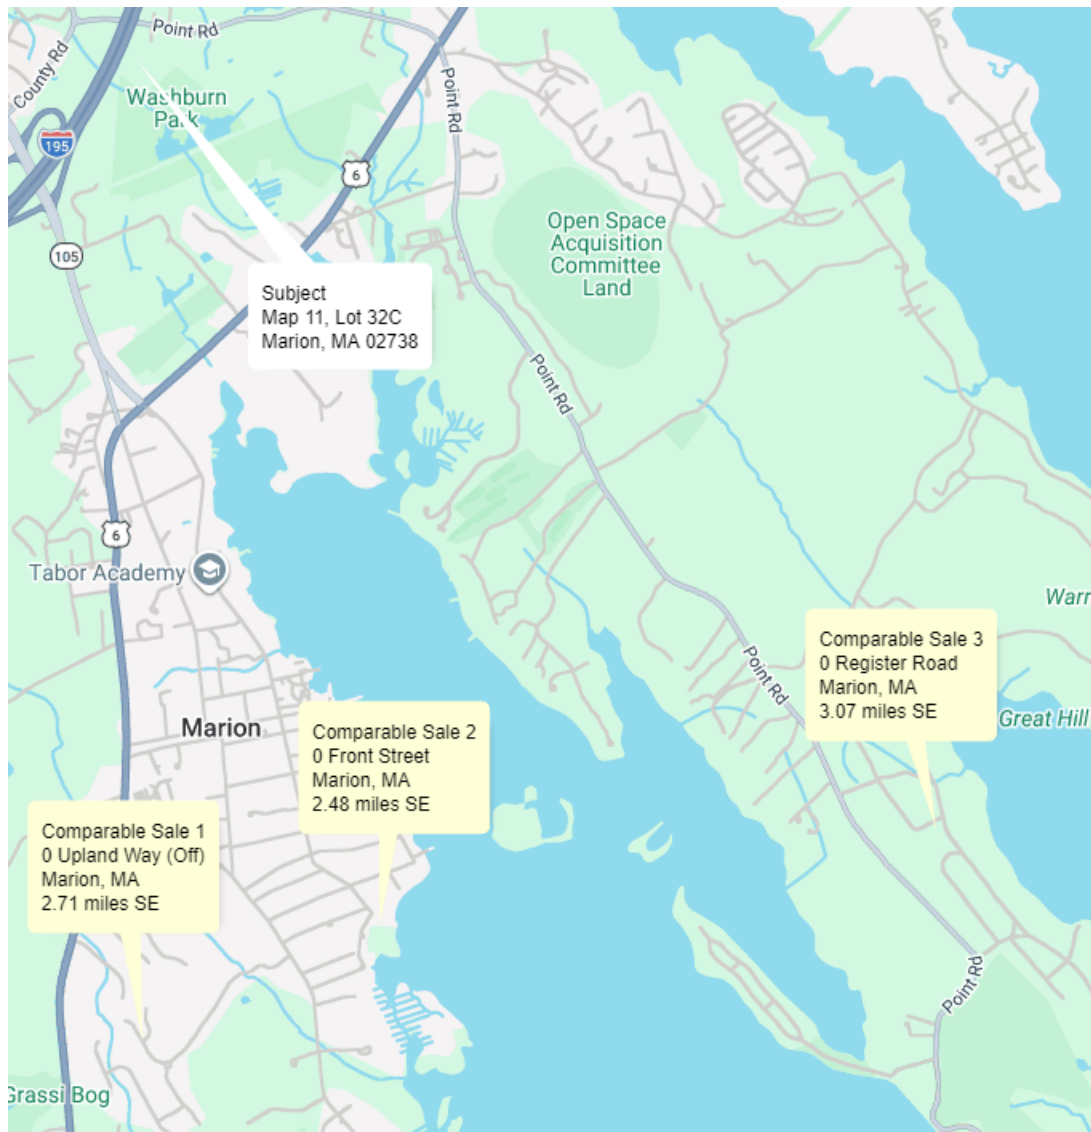 Point Rd
County Rd
Washburn
Park
195
Point Rd
6
105
Open Space
Acquisition
Committee
Land
Subject
Map 11, Lot 32C
Marion, MA 02738
Point Rd
6
Tabor Academy
Warr
Comparable Sale 3
0 Register Road
Marion, MA
3.07 miles SE
Point Rd
Great Hill
Marion
Comparable Sale 2
0 Front Street
Marion, MA
2.48 miles SE
Comparable Sale 1
0 Upland Way (Off)
Marion, MA
2.71 miles SE
Point Rd
Grassi Bog